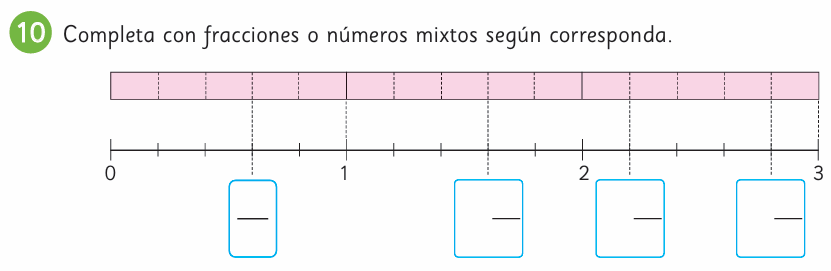 10 Completa con fracciones o números mixtos según corresponda.
0 1 2 3